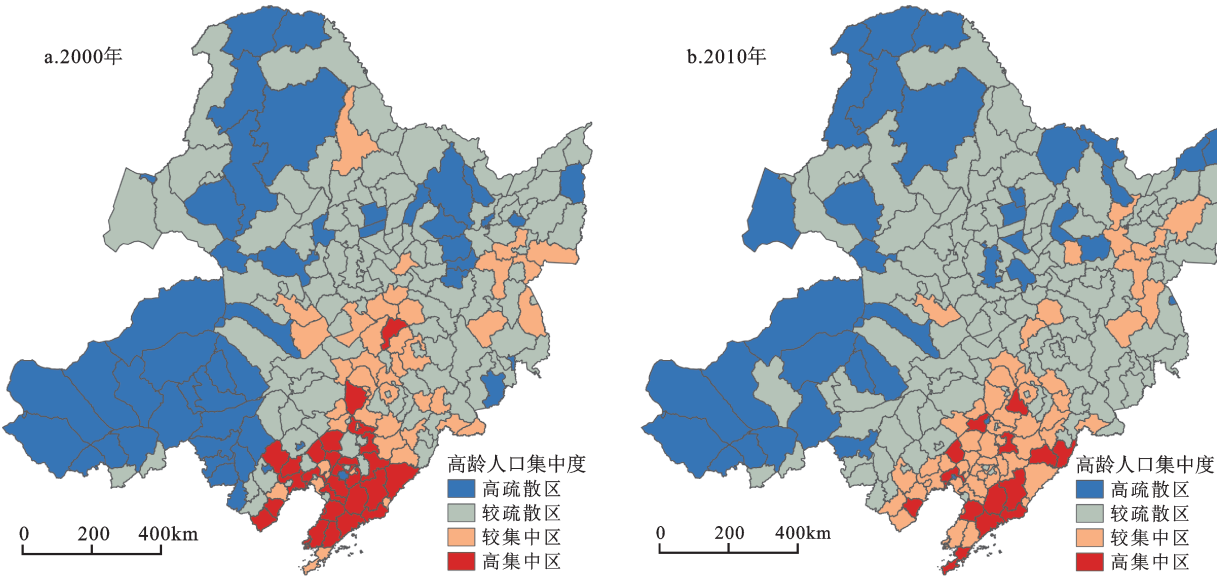 a.2000年
b.2010年
高龄人口集中度
高疏散区
较疏散区
较集中区
高集中区
0 200 400km
高龄人口集中度
高疏散区
较疏散区
较集中区
高集中区
0 200 400km